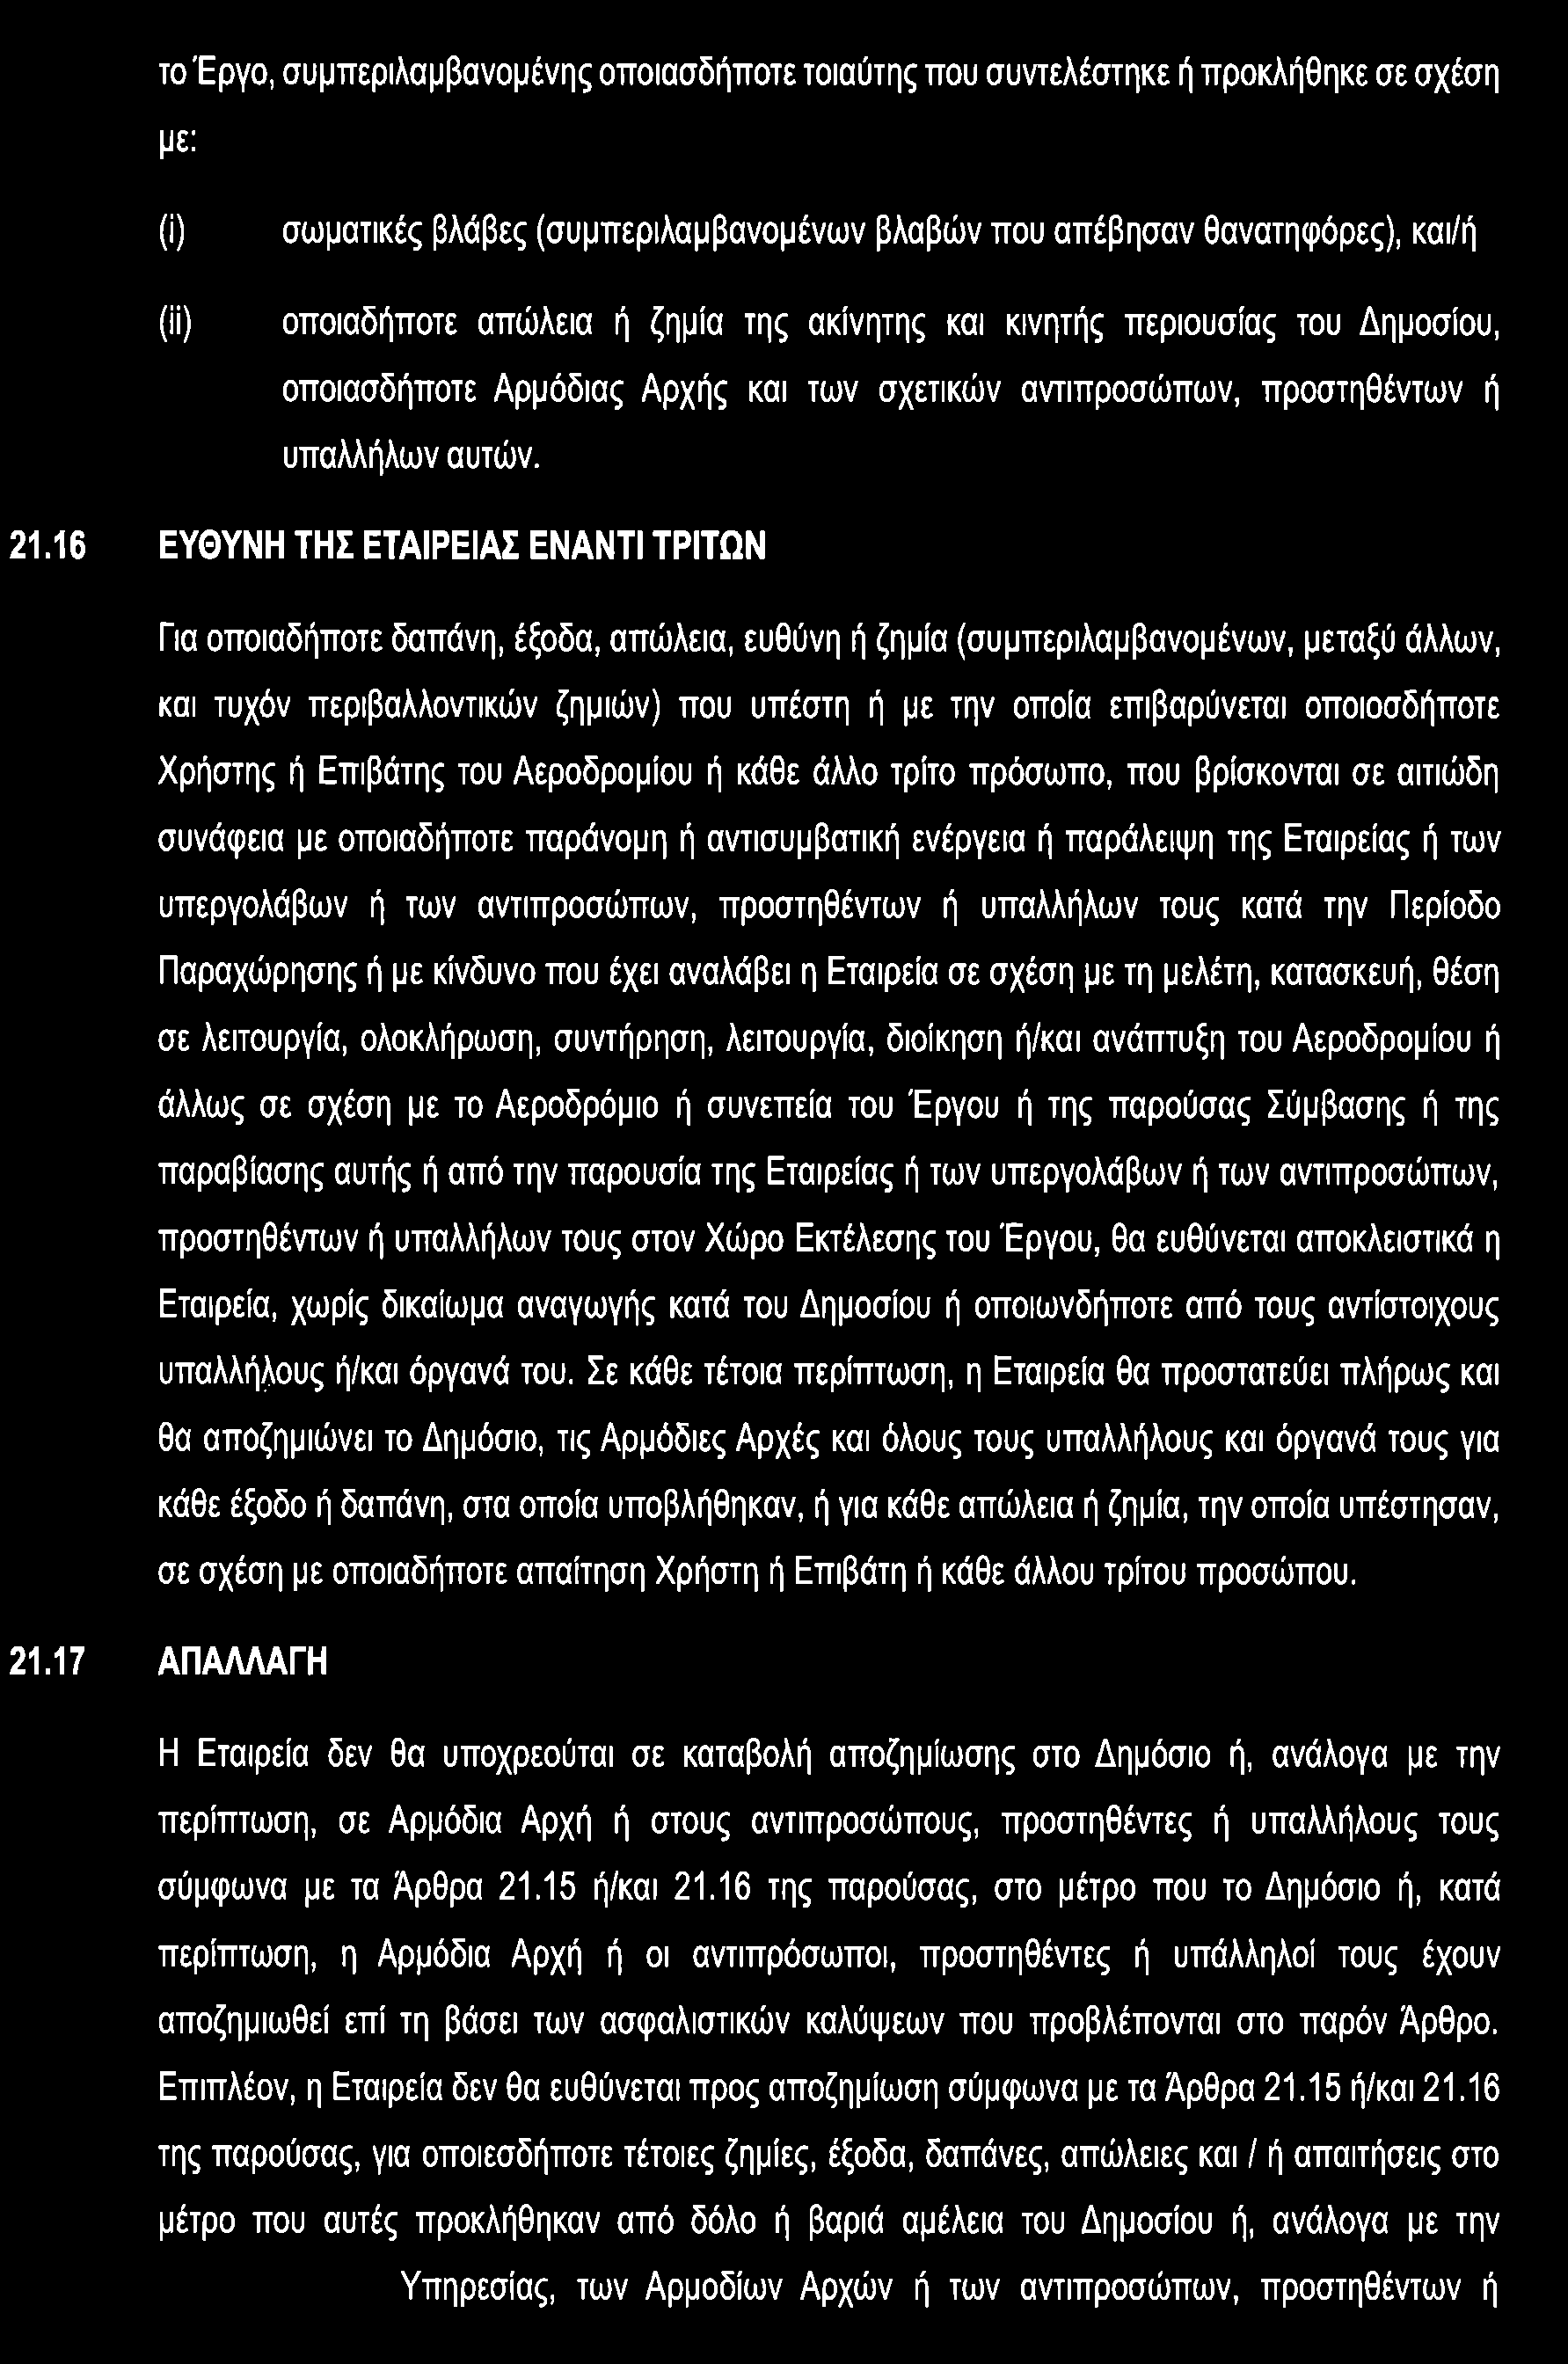 το Έργο, συμπεριλαμβανομένης οποιασδήποτε τοιαύτης που συντελέστηκε ή προκλήθηκε σε σχέση
με:
(i) σωματικές βλάβες (συμπεριλαμβανομένων βλαβών που απέβησαν θανατηφόρες), και/ή
(ii) οποιαδήποτε απώλεια ή ζημία της ακίνητης και κινητής περιουσίας του Δημοσίου,
οποιασδήποτε Αρμόδιας Αρχής και των σχετικών αντιπροσώπων, προστηθέντων ή
υπαλλήλων αυτών.
21.16 ΕΥΘΥΝΗ ΤΗΣ ΕΤΑΙΡΕΙΑΣ ΕΝΑΝΤΙ ΤΡΙΤΩΝ
Για οποιαδήποτε δαπάνη, έξοδα, απώλεια, ευθύνη ή ζημία (συμπεριλαμβανομένων, μεταξύ άλλων,
και τυχόν περιβαλλοντικών ζημιών) που υπέστη ή με την οποία επιβαρύνεται οποιοσδήποτε
Χρήστης ή Επιβάτης του Αεροδρομίου ή κάθε άλλο τρίτο πρόσωπο, που βρίσκονται σε αιτιώδη
συνάφεια με οποιαδήποτε παράνομη ή αντισυμβατική ενέργεια ή παράλειψη της Εταιρείας ή των
υπεργολάβων ή των αντιπροσώπων, προστηθέντων ή υπαλλήλων τους κατά την Περίοδο
Παραχώρησης ή με κίνδυνο που έχει αναλάβει η Εταιρεία σε σχέση με τη μελέτη, κατασκευή, θέση
σε λειτουργία, ολοκλήρωση, συντήρηση, λειτουργία, διοίκηση ή/και ανάπτυξη του Αεροδρομίου ή
άλλως σε σχέση με το Αεροδρόμιο ή συνεπεία του Έργου ή της παρούσας Σύμβασης ή της
παραβίασης αυτής ή από την παρουσία της Εταιρείας ή των υπεργολάβων ή των αντιπροσώπων,
προστηθέντων ή υπαλλήλων τους στον Χώρο Εκτέλεσης του Έργου, θα ευθύνεται αποκλειστικά η
Εταιρεία, χωρίς δικαίωμα αναγωγής κατά του Δημοσίου ή οποιωνδήποτε από τους αντίστοιχους
υπαλλήλους ή/και όργανά του. Σε κάθε τέτοια περίπτωση, η Εταιρεία θα προστατεύει πλήρως και
θα αποζημιώνει το Δημόσιο, τις Αρμόδιες Αρχές και όλους τους υπαλλήλους και όργανά τους για
κάθε έξοδο ή δαπάνη, στα οποία υποβλήθηκαν, ή για κάθε απώλεια ή ζημία, την οποία υπέστησαν,
σε σχέση με οποιαδήποτε απαίτηση Χρήστη ή Επιβάτη ή κάθε άλλου τρίτου προσώπου.
21.17 ΑΠΑΛΛΑΓΗ
Η Εταιρεία δεν θα υποχρεούται σε καταβολή αποζημίωσης στο Δημόσιο ή, ανάλογα με την
περίπτωση, σε Αρμόδια Αρχή ή στους αντιπροσώπους, προστηθέντες ή υπαλλήλους τους
σύμφωνα με τα Άρθρα 21.15 ή/και 21.16 της παρούσας, στο μέτρο που το Δημόσιο ή, κατά
περίπτωση, η Αρμόδια Αρχή ή οι αντιπρόσωποι, προστηθέντες ή υπάλληλοί τους έχουν
αποζημιωθεί επί τη βάσει των ασφαλιστικών καλύψεων που προβλέπονται στο παρόν Άρθρο.
Επιπλέον, η Εταιρεία δεν θα ευθύνεται προς αποζημίωση σύμφωνα με τα Άρθρα 21.15 ή/και 21.16
της παρούσας, για οποιεσδήποτε τέτοιες ζημίες, έξοδα, δαπάνες, απώλειες και / ή απαιτήσεις στο
μέτρο που αυτές προκλήθηκαν από δόλο ή βαριά αμέλεια του Δημοσίου ή, ανάλογα με την
Υπηρεσίας, των Αρμοδίων Αρχών ή των αντιπροσώπων, προστηθέντων ή